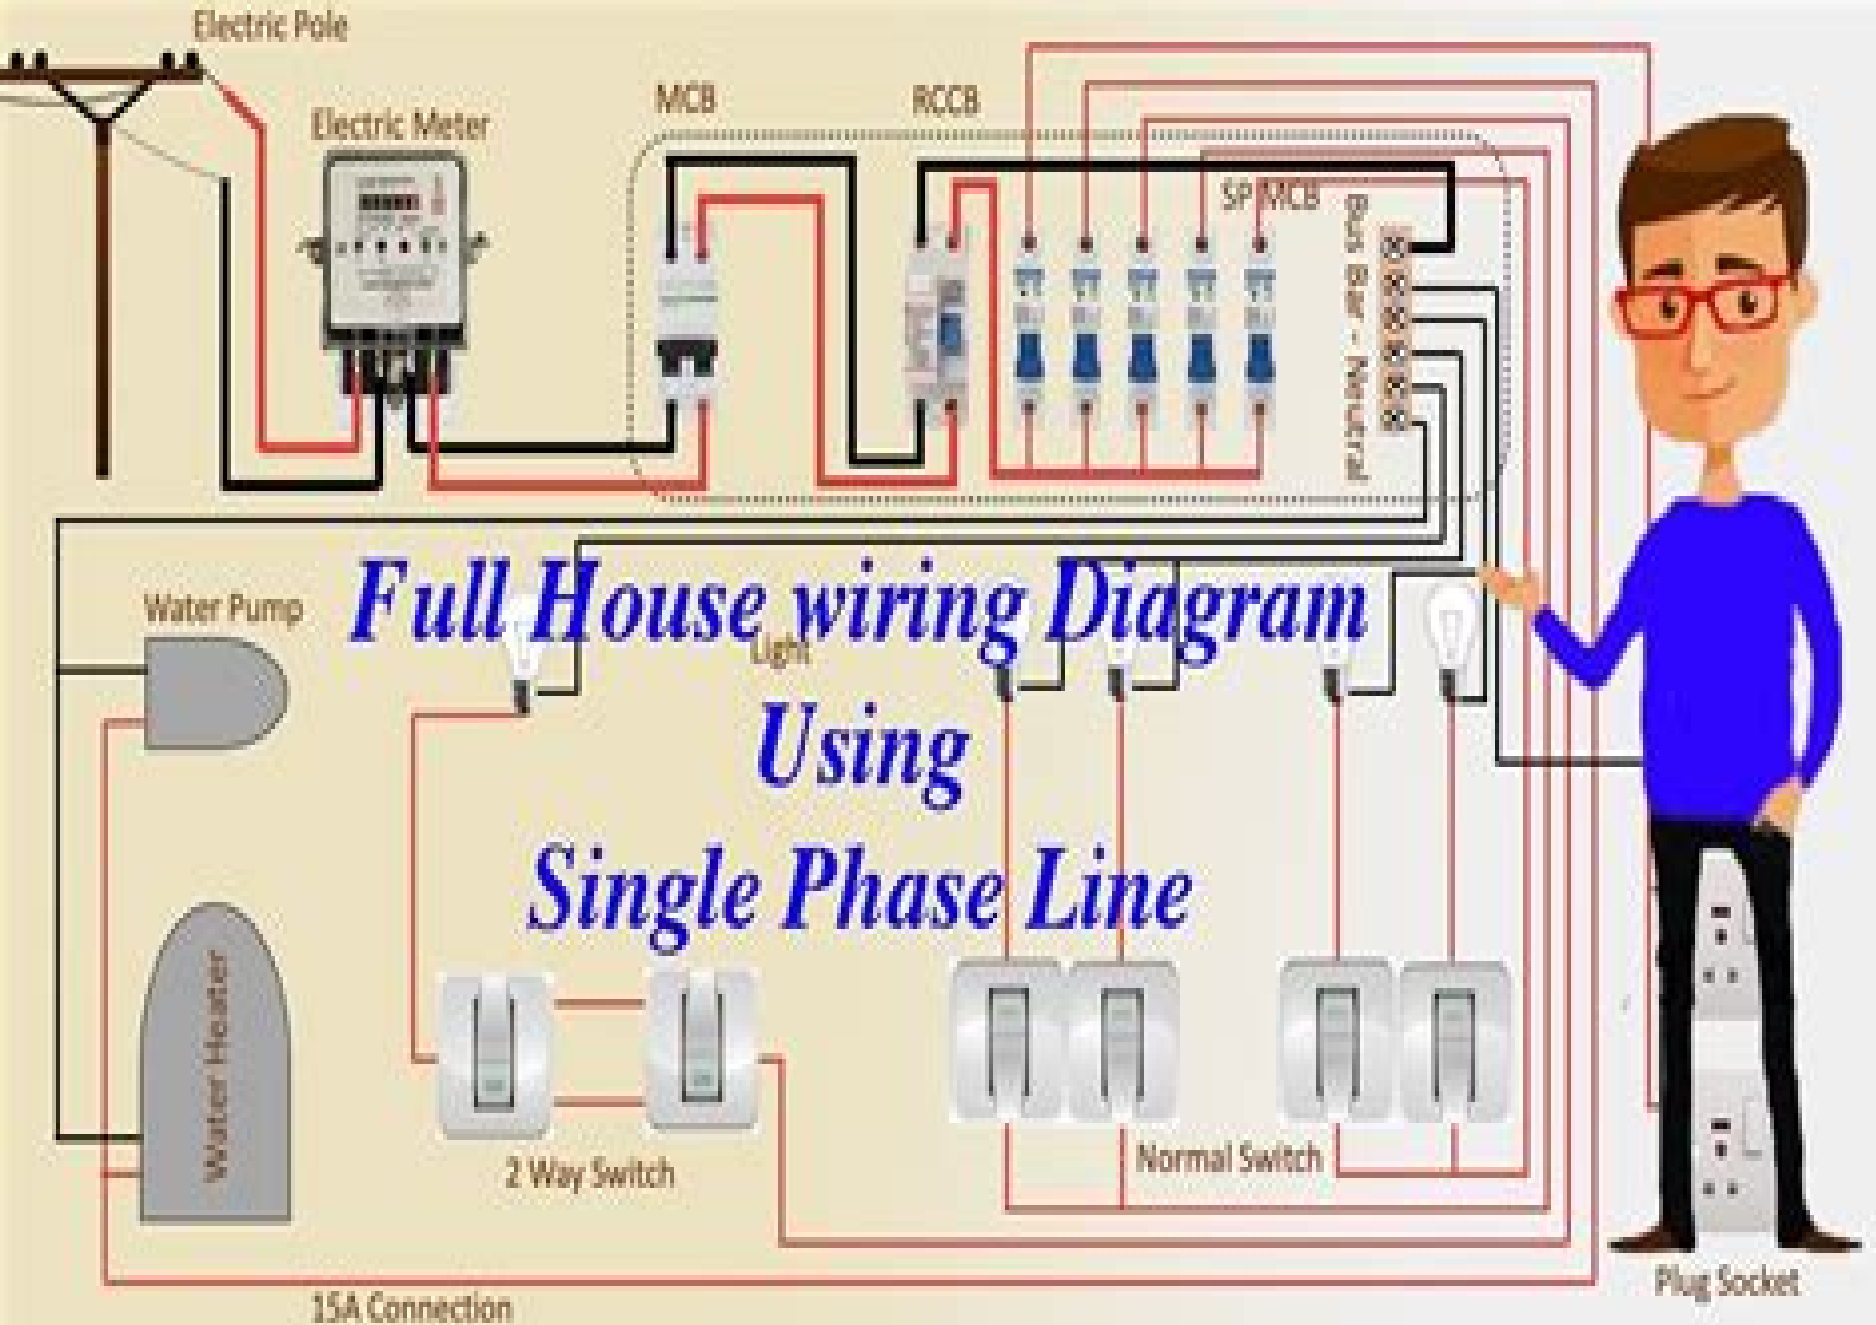 Electric Pole
Electric Meter
MCB
RCCB
SP MCB
Bus Bar - Neutral
Water Pump
Full House wiring Diagram
Light
Using
Single Phase Line
Water Heater
2 Way Switch
Normal Switch
Plug Socket
15A Connection